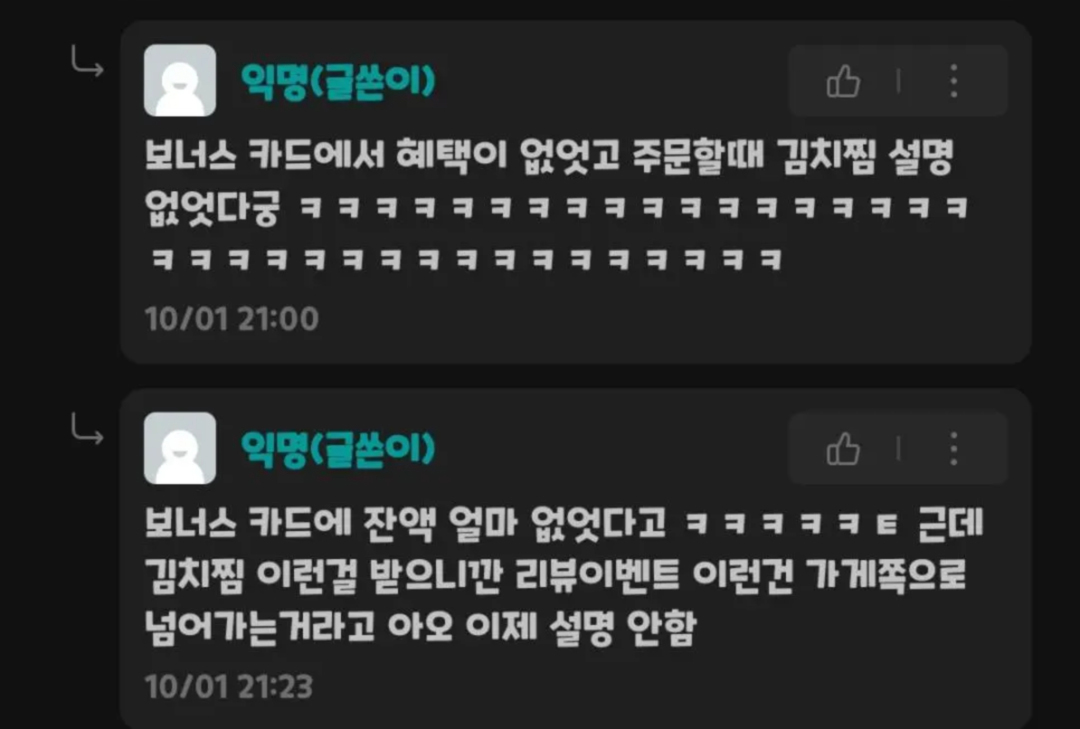 익명(글쓴이)
보너스 카드에서 혜택이 없엇고 주문할때 김치찜 설명
없엇다궁 ㅋㅋㅋㅋㅋㅋㅋㅋㅋㅋㅋㅋㅋㅋㅋㅋㅋㅋ
ㅋㅋㅋㅋㅋㅋㅋㅋㅋㅋㅋㅋㅋㅋㅋㅋㅋ
10/01 21:00
익명(글쓴이)
보너스 카드에 잔액 얼마 없엇다고 ㅋㅋㅋㅋㅋㅌ 근데
김치찜 이런걸 받으니깐 리뷰이벤트 이런건 가게쪽으로
넘어가는거라고 아오 이제 설명 안함
10/01 21:23